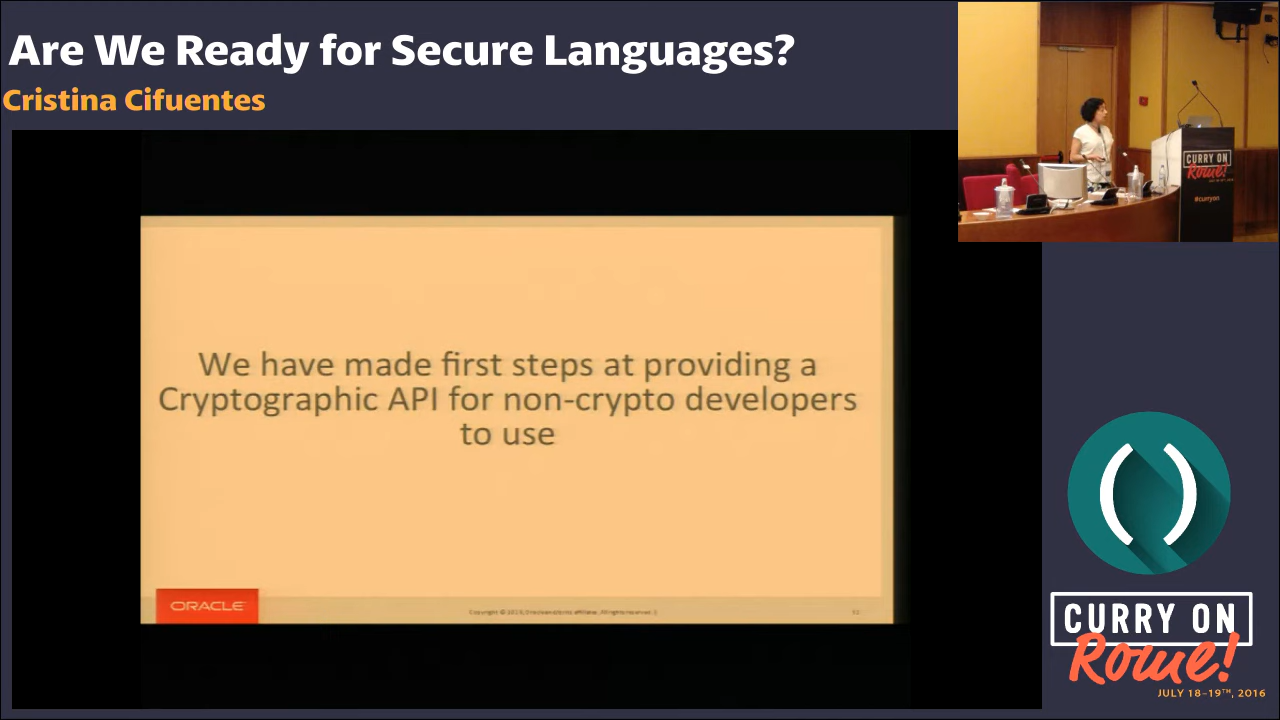 Are We Ready for Secure Languages?
Cristina Cifuentes
CURRY ON
Rome!
#curryon
We have made first steps at providing a
Cryptographic API for non-crypto developers
to use
ORACLE
CURRY ON
Rome!
JULY 18-19TH, 2016